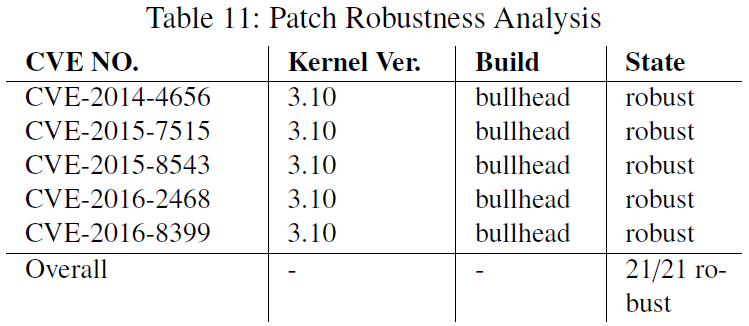 Table 11: Patch Robustness Analysis
CVE NO. Kernel Ver. Build State
CVE-2014-4656 3.10 bullhead robust
CVE-2015-7515 3.10 bullhead robust
CVE-2015-8543 3.10 bullhead robust
CVE-2016-2468 3.10 bullhead robust
CVE-2016-8399 3.10 bullhead robust
Overall - - 21/21 ro-
bust